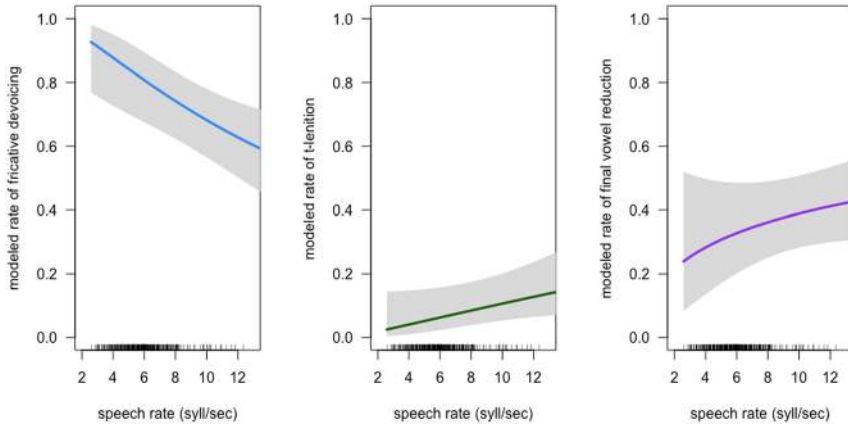 modeled rate of fricative devoicing
1.0
0.8
0.6
0.4
0.2
0.0
2 4 6 8 10 12
speech rate (syll/sec)
modeled rate of t-lenition
1.0
0.8
0.6
0.4
0.2
0.0
2 4 6 8 10 12
speech rate (syll/sec)
modeled rate of final vowel reduction
1.0
0.8
0.6
0.4
0.2
0.0
2 4 6 8 10 12
speech rate (syll/sec)